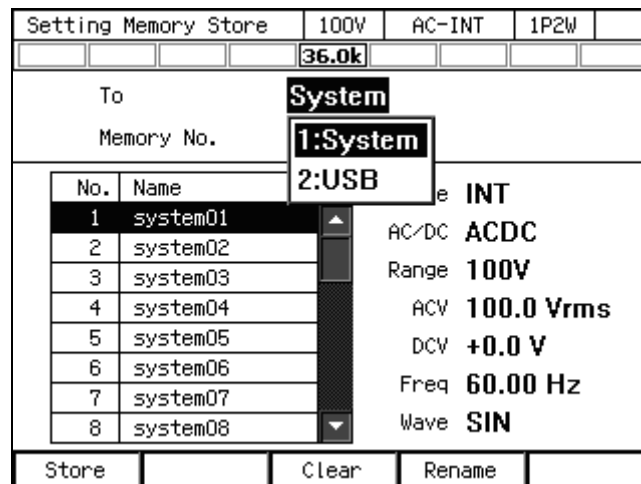 Setting Memory Store 100V AC-INT 1P2W
36.0k
To System
Memory No. 1:System
2:USB
No. Name e INT
1 system01 AC/DC ACDC
2 system02 Range 100V
3 system03 ACV 100.0 Vrms
4 system04 DCV +0.0 V
5 system05 Freq 60.00 Hz
6 system06 Wave SIN
7 system07
8 system08
Store Clear Rename